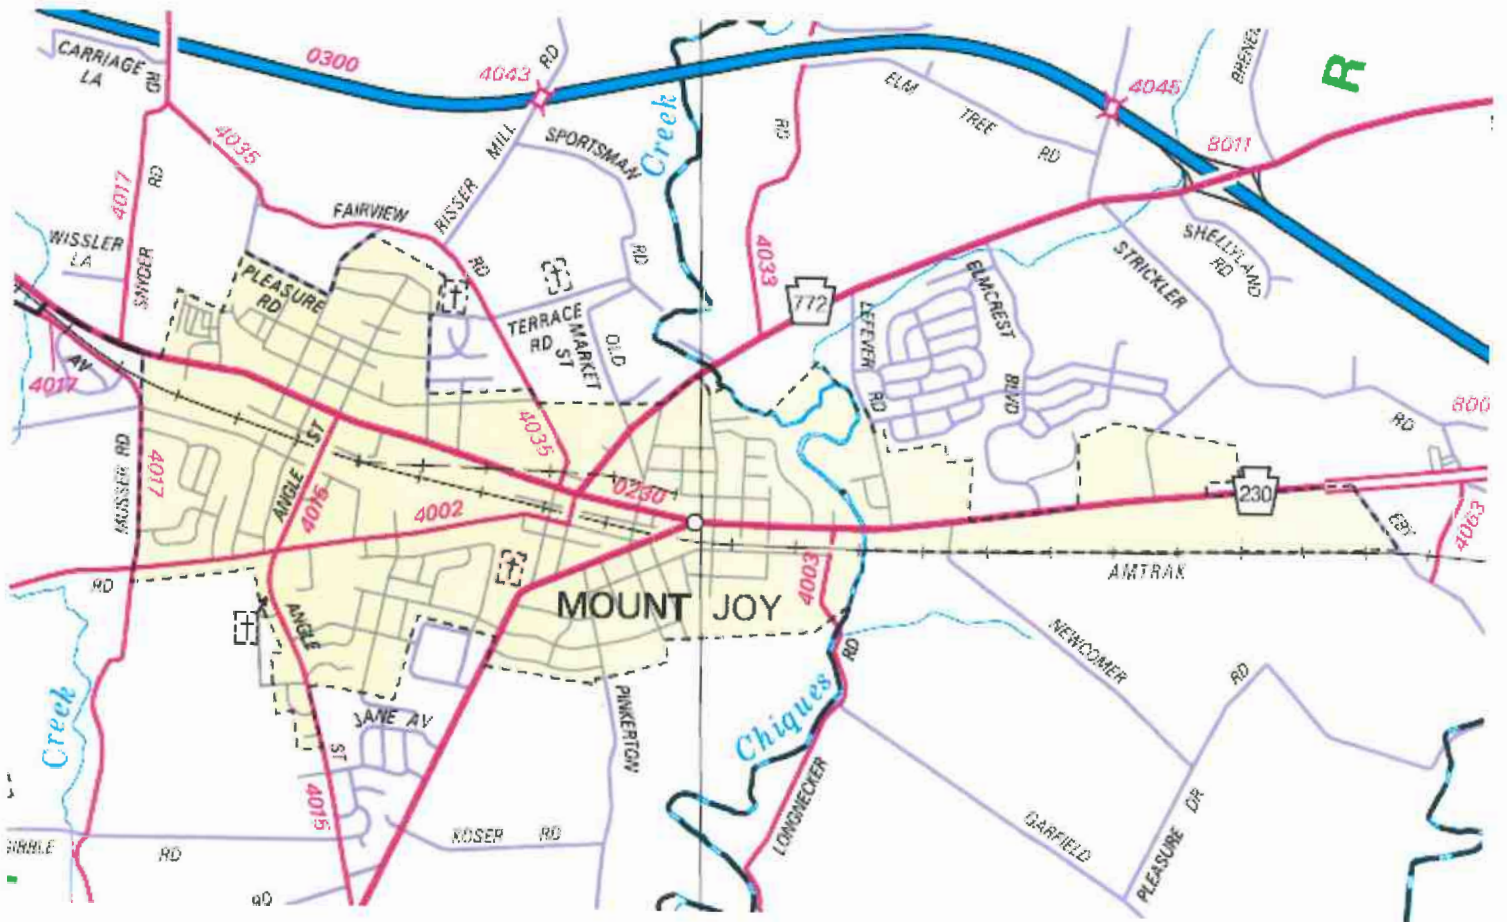 CARRIAGE
LA
RD
0300
4043
RD
Creek
ELM
TREE
RD
4045
R
8011
4035
4017
RD
MILL
SPORTSMAN
RD
RISSER
FAIRVIEW
RD
WISSLER
LA
SNYDER
PLEASURE
RD
RD
4033
772
SHELLYLAND
RD
STRICKLER
ELMCREST
BLVD
LEFEVER
RD
TERRACE
RD
MARKET
ST
OLD
AV
4017
4035
800
RD
MUSSER RD
4017
ANGLE
ST
4016
4002
0230
230
EBY
4063
AMTRAK
4003
RD
MOUNT JOY
ANGLE
ST
NEWCOMER
RD
RD
Creek
JANE AV
PINKERTON
Chiques
LONGNECKER
4015
KOSER RD
GARFIELD
PLEASURE DR
RD
RD